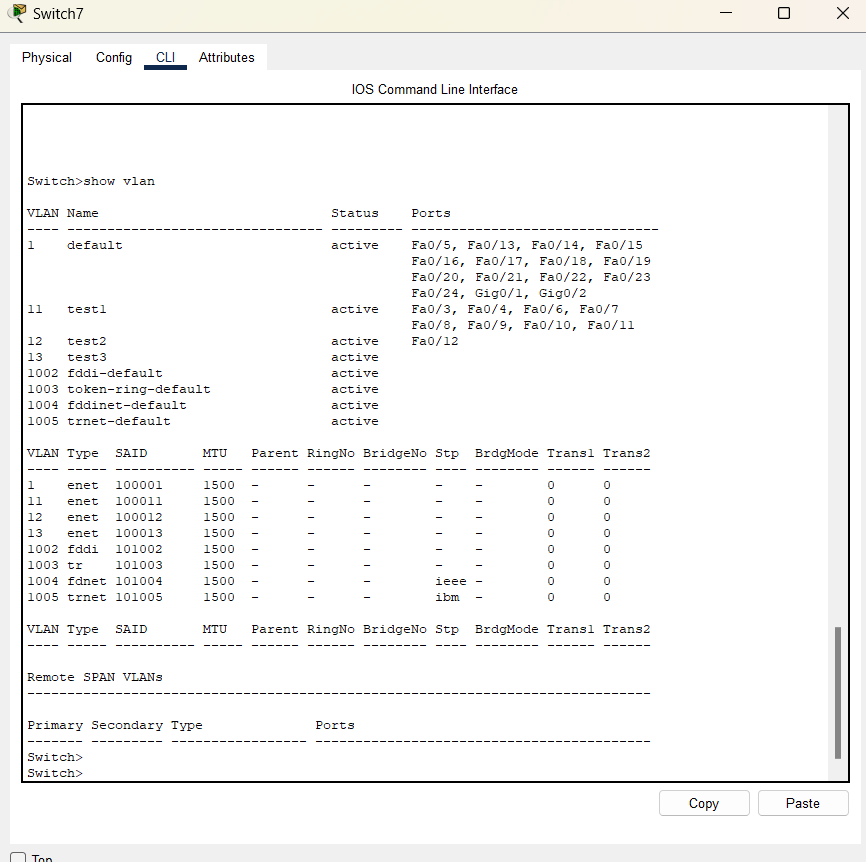 Switch7
Physical Config CLI Attributes
IOS Command Line Interface
Switch>show vlan
VLAN Name                             Status    Ports
---- -------------------------------- --------- -------------------------------
1    default                          active    Fa0/5, Fa0/13, Fa0/14, Fa0/15
                                                Fa0/16, Fa0/17, Fa0/18, Fa0/19
                                                Fa0/20, Fa0/21, Fa0/22, Fa0/23
                                                Fa0/24, Gig0/1, Gig0/2
11   test1                            active    Fa0/3, Fa0/4, Fa0/6, Fa0/7
                                                Fa0/8, Fa0/9, Fa0/10, Fa0/11
12   test2                            active    Fa0/12
13   test3                            active
1002 fddi-default                     active
1003 token-ring-default               active
1004 fddinet-default                  active
1005 trnet-default                    active
VLAN Type  SAID       MTU   Parent RingNo BridgeNo Stp  BrdgMode Trans1 Trans2
---- ----- ---------- ----- ------ ------ -------- ---- -------- ------ ------
1    enet  100001     1500  -      -      -        -    -        0      0
11   enet  100011     1500  -      -      -        -    -        0      0
12   enet  100012     1500  -      -      -        -    -        0      0
13   enet  100013     1500  -      -      -        -    -        0      0
1002 fddi  101002     1500  -      -      -        -    -        0      0
1003 tr    101003     1500  -      -      -        -    -        0      0
1004 fdnet 101004     1500  -      -      -        ieee -        0      0
1005 trnet 101005     1500  -      -      -        ibm  -        0      0
VLAN Type  SAID       MTU   Parent RingNo BridgeNo Stp  BrdgMode Trans1 Trans2
---- ----- ---------- ----- ------ ------ -------- ---- -------- ------ ------
Remote SPAN VLANs
------------------------------------------------------------------------------
Primary Secondary Type              Ports
------- --------- ----------------- ------------------------------------------
Switch>
Switch>
Copy Paste
Top